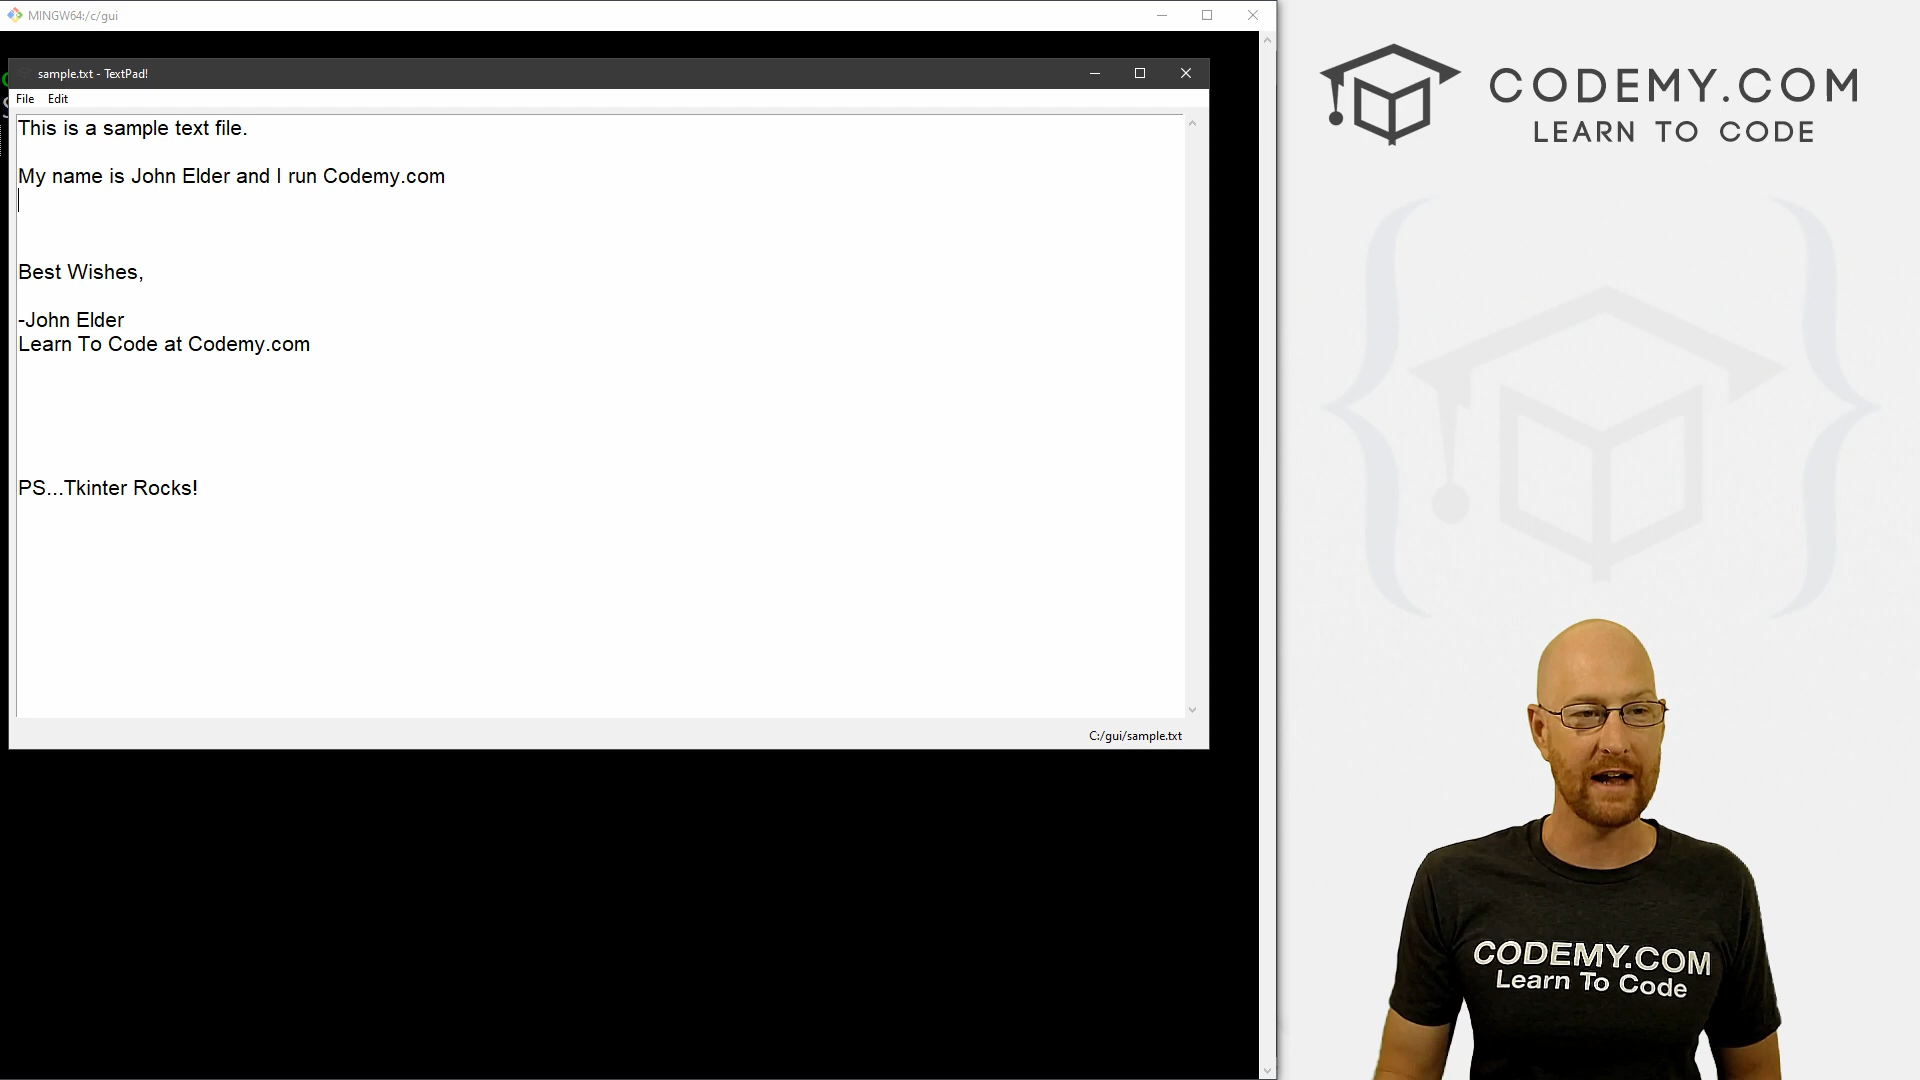 MINGW64:/c/gui
sample.txt - TextPad!
File Edit
This is a sample text file.
My name is John Elder and I run Codemy.com
Best Wishes,
-John Elder
Learn To Code at Codemy.com
PS...Tkinter Rocks!
C:/gui/sample.txt
CODEMY.COM
LEARN TO CODE
CODEMY.COM
Learn To Code